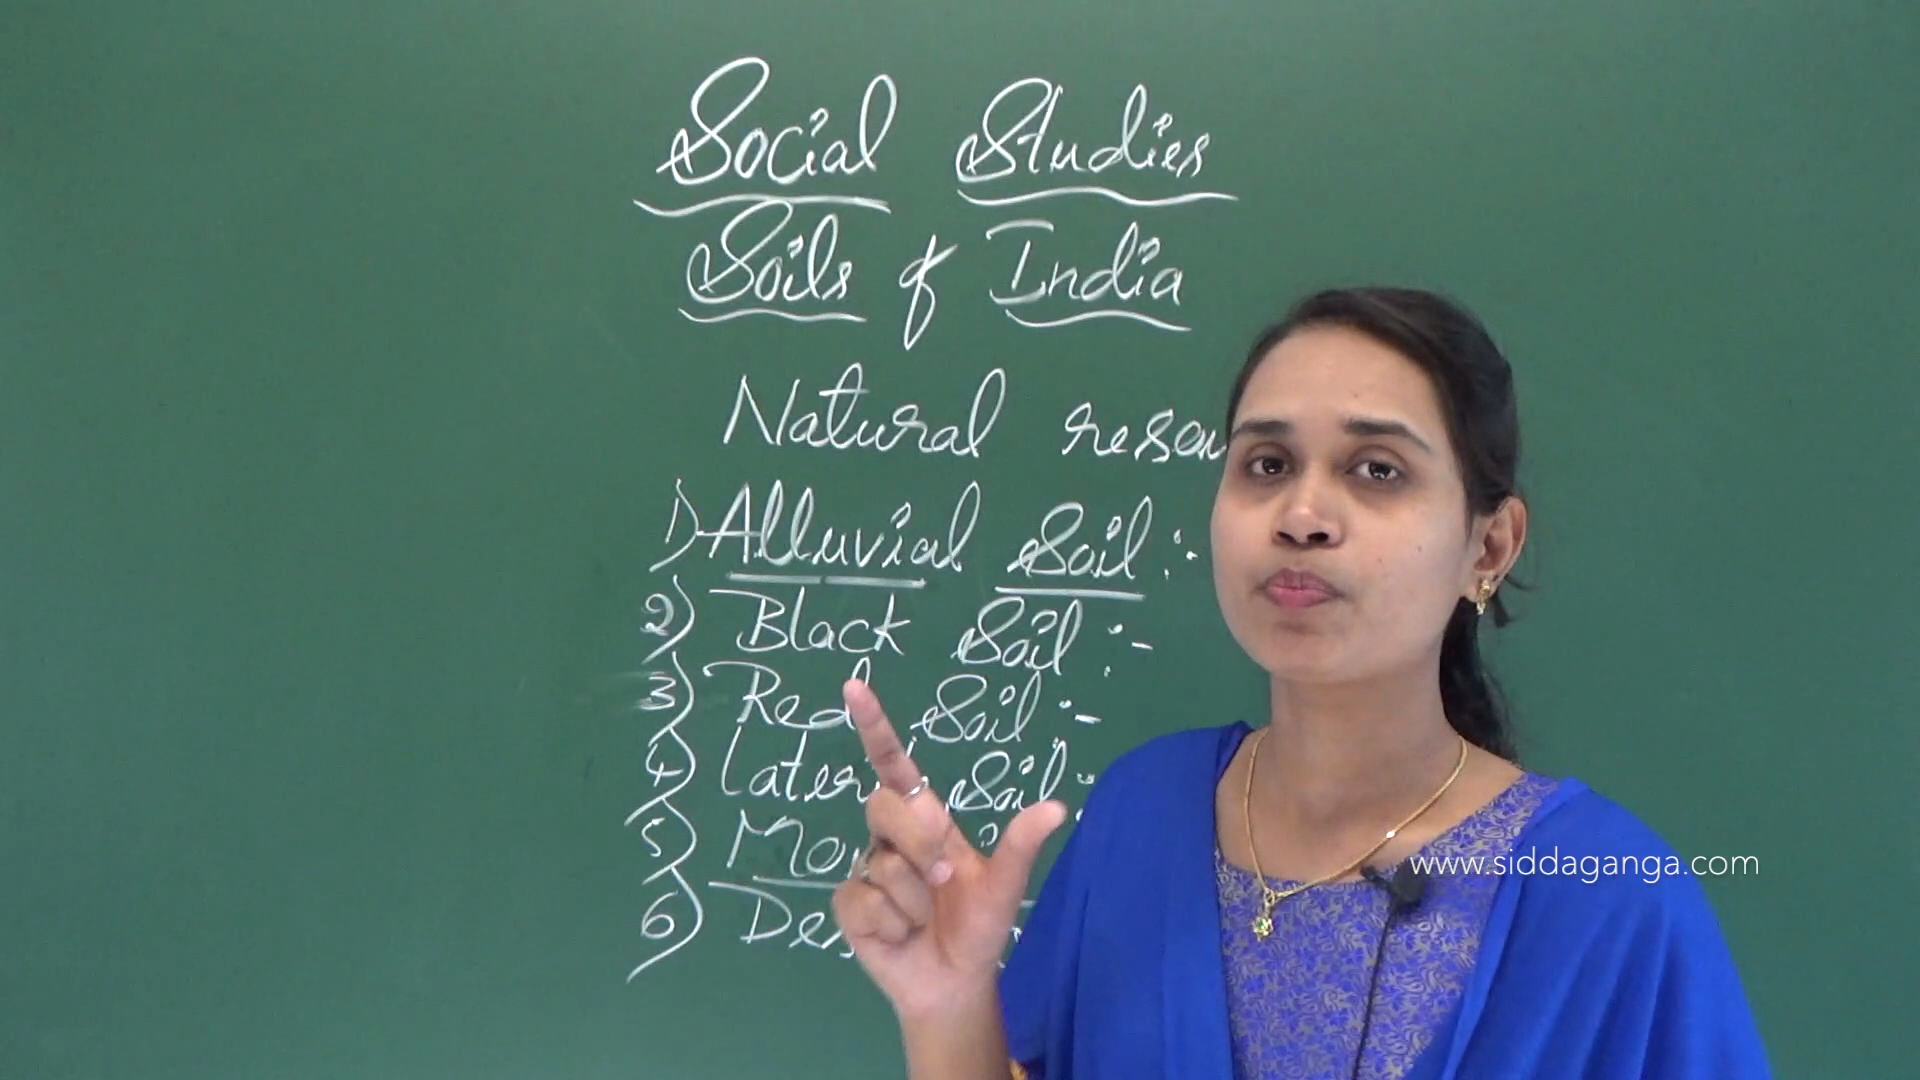 Social Studies
Soils of India
Natural
1) Alluvial Soil :-
2) Black Soil :-
3) Red Soil :-
4) Soil :-
5)
6)
www.siddaganga.com